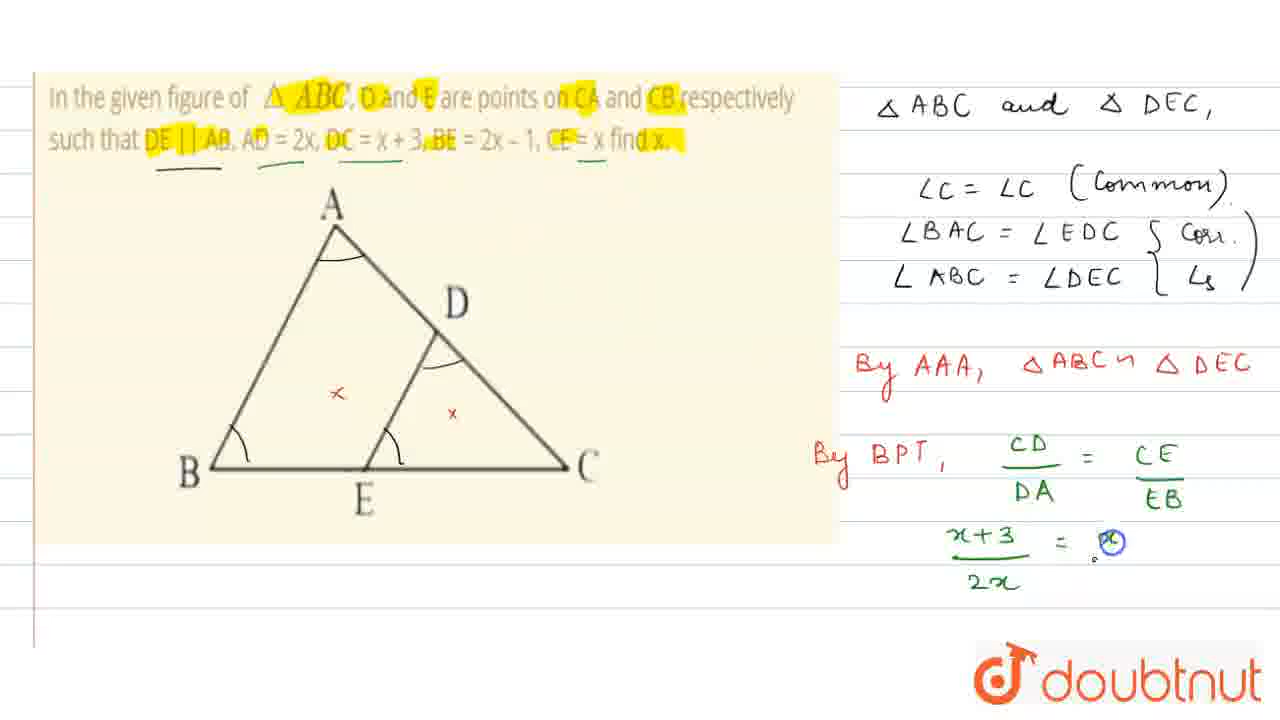 In the given figure of △ ABC, D and E are points on CA and CB respectively
such that DE || AB, AD = 2x, DC = x + 3, BE = 2x – 1, CE = x find x.
A
D
B
E
C
x
x
△ ABC and △ DEC,
∠C = ∠C (Common).
∠BAC = ∠EDC { Corr.
∠ABC = ∠DEC { ∠s )
By AAA, △ ABC ~ △ DEC
By BPT, CD/DA = CE/EB
x+3/2x = x
doubtnut